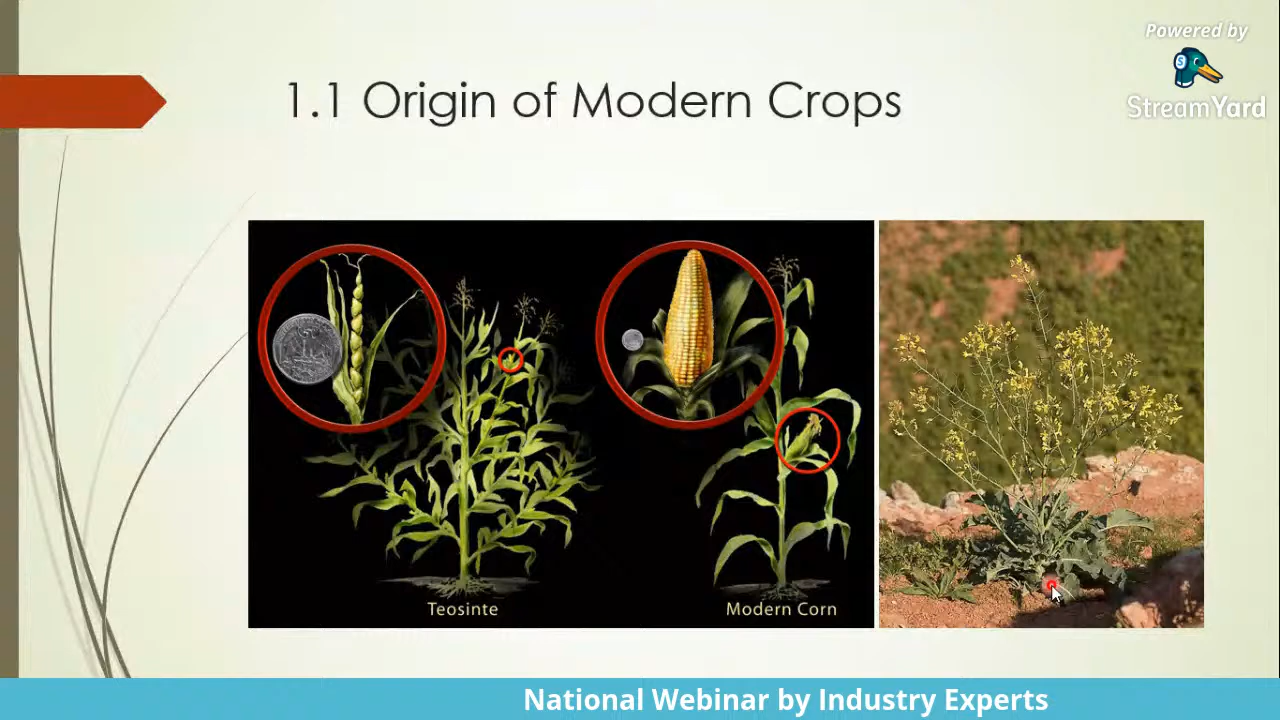 Powered by
StreamYard
1.1 Origin of Modern Crops
Teosinte
Modern Corn
National Webinar by Industry Experts